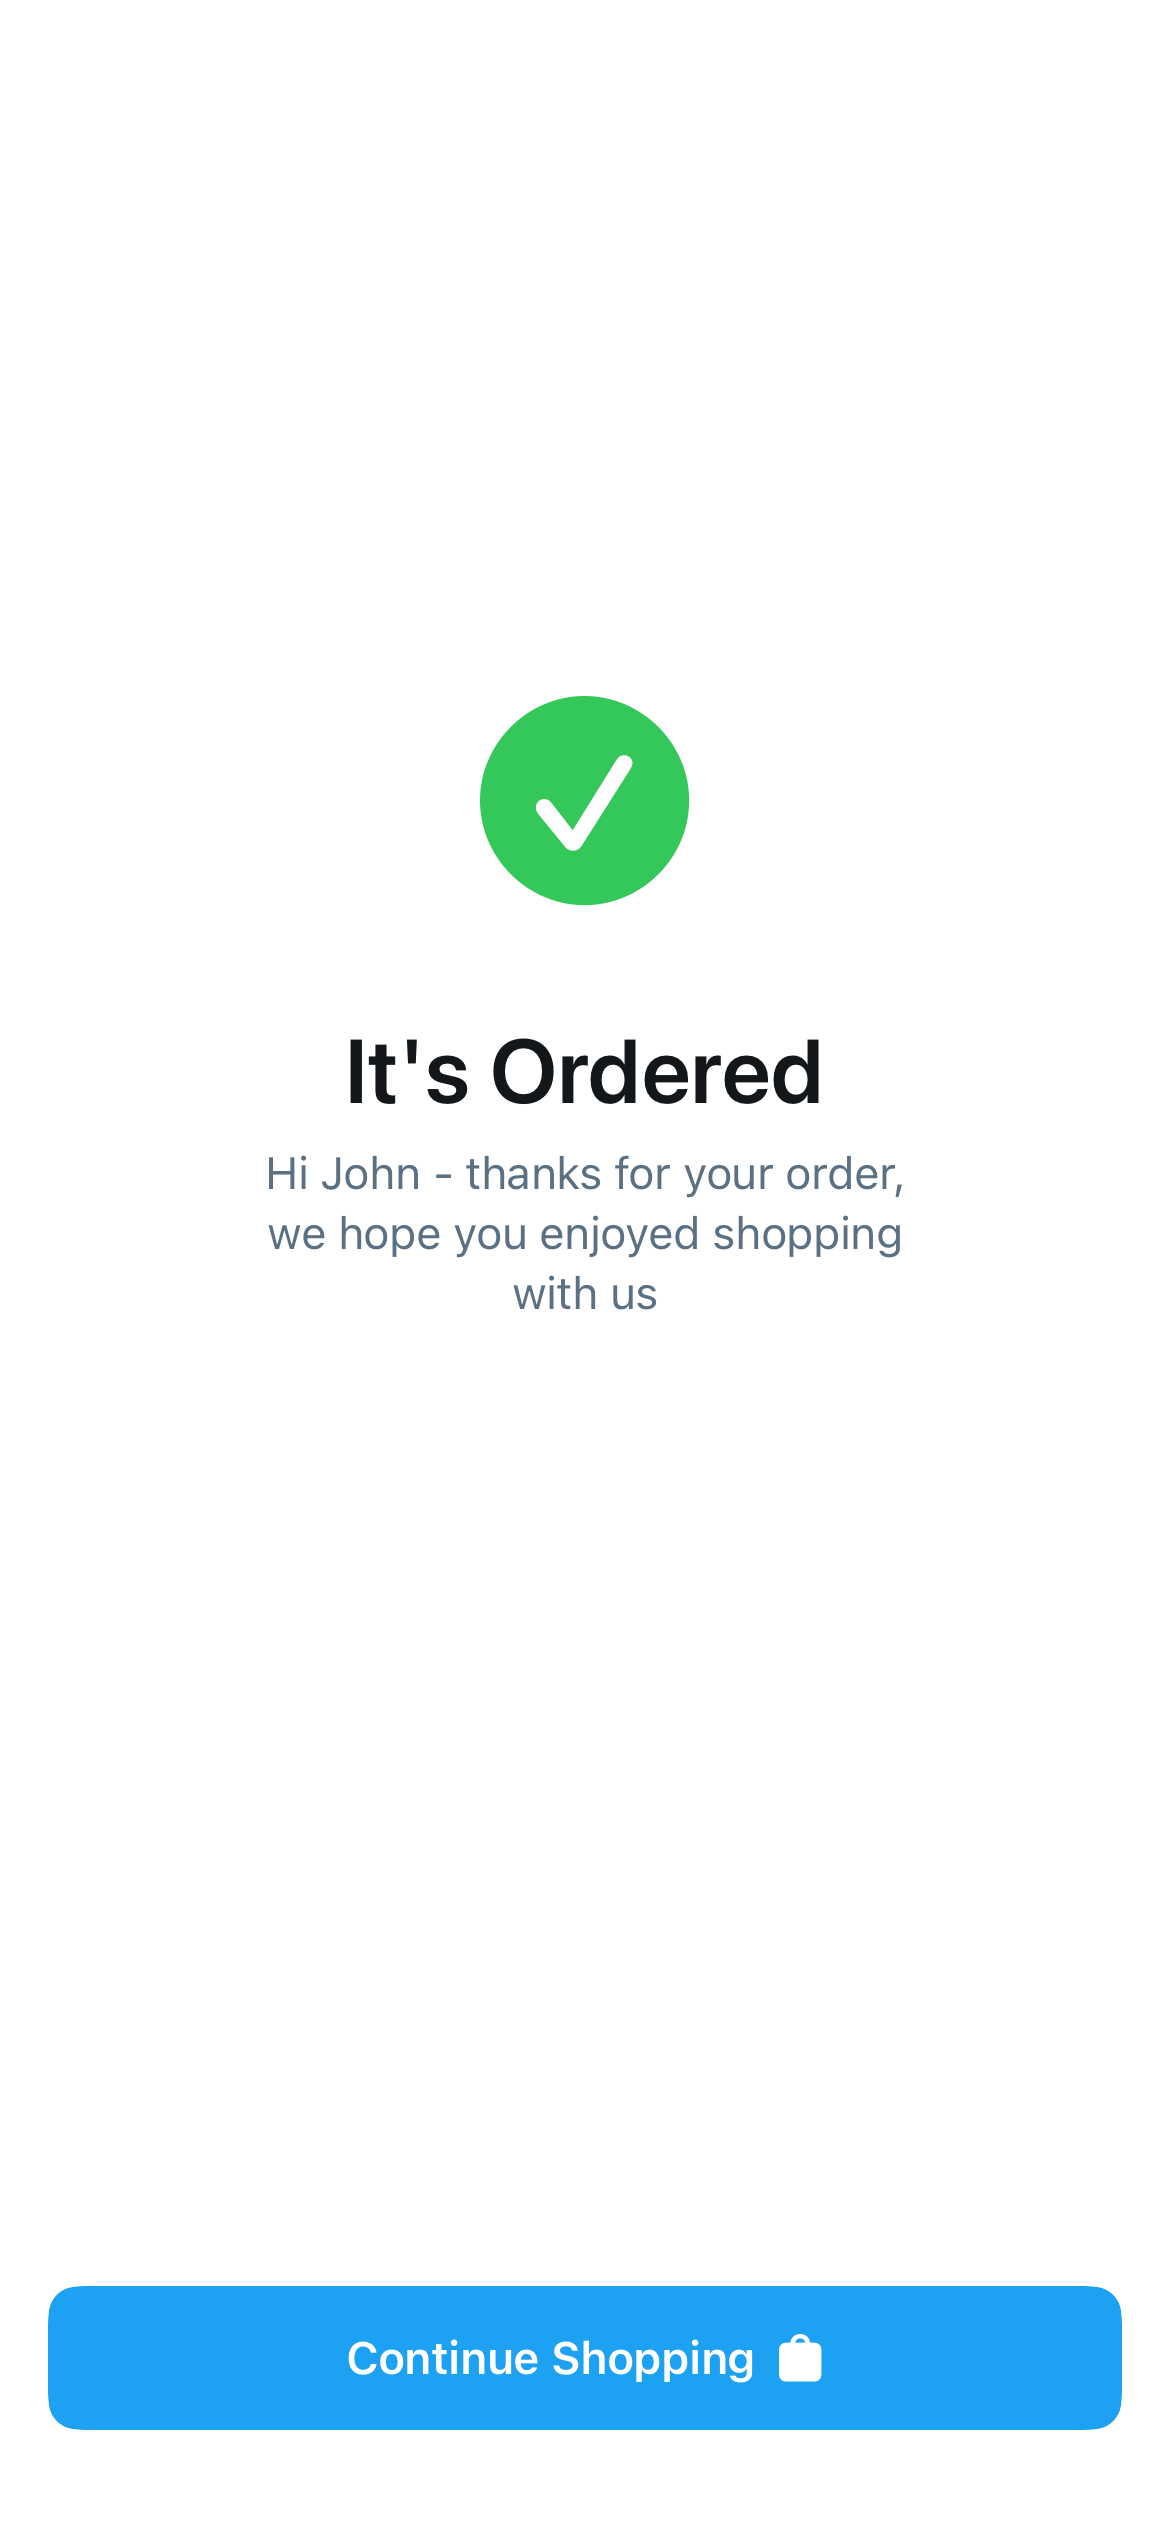 It's Ordered
Hi John - thanks for your order,
we hope you enjoyed shopping
with us
Continue Shopping